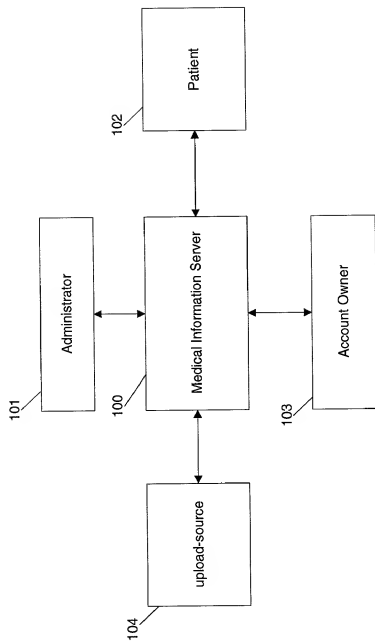 101
Administrator
104
upload-source
100
Medical Information Server
102
Patient
103
Account Owner